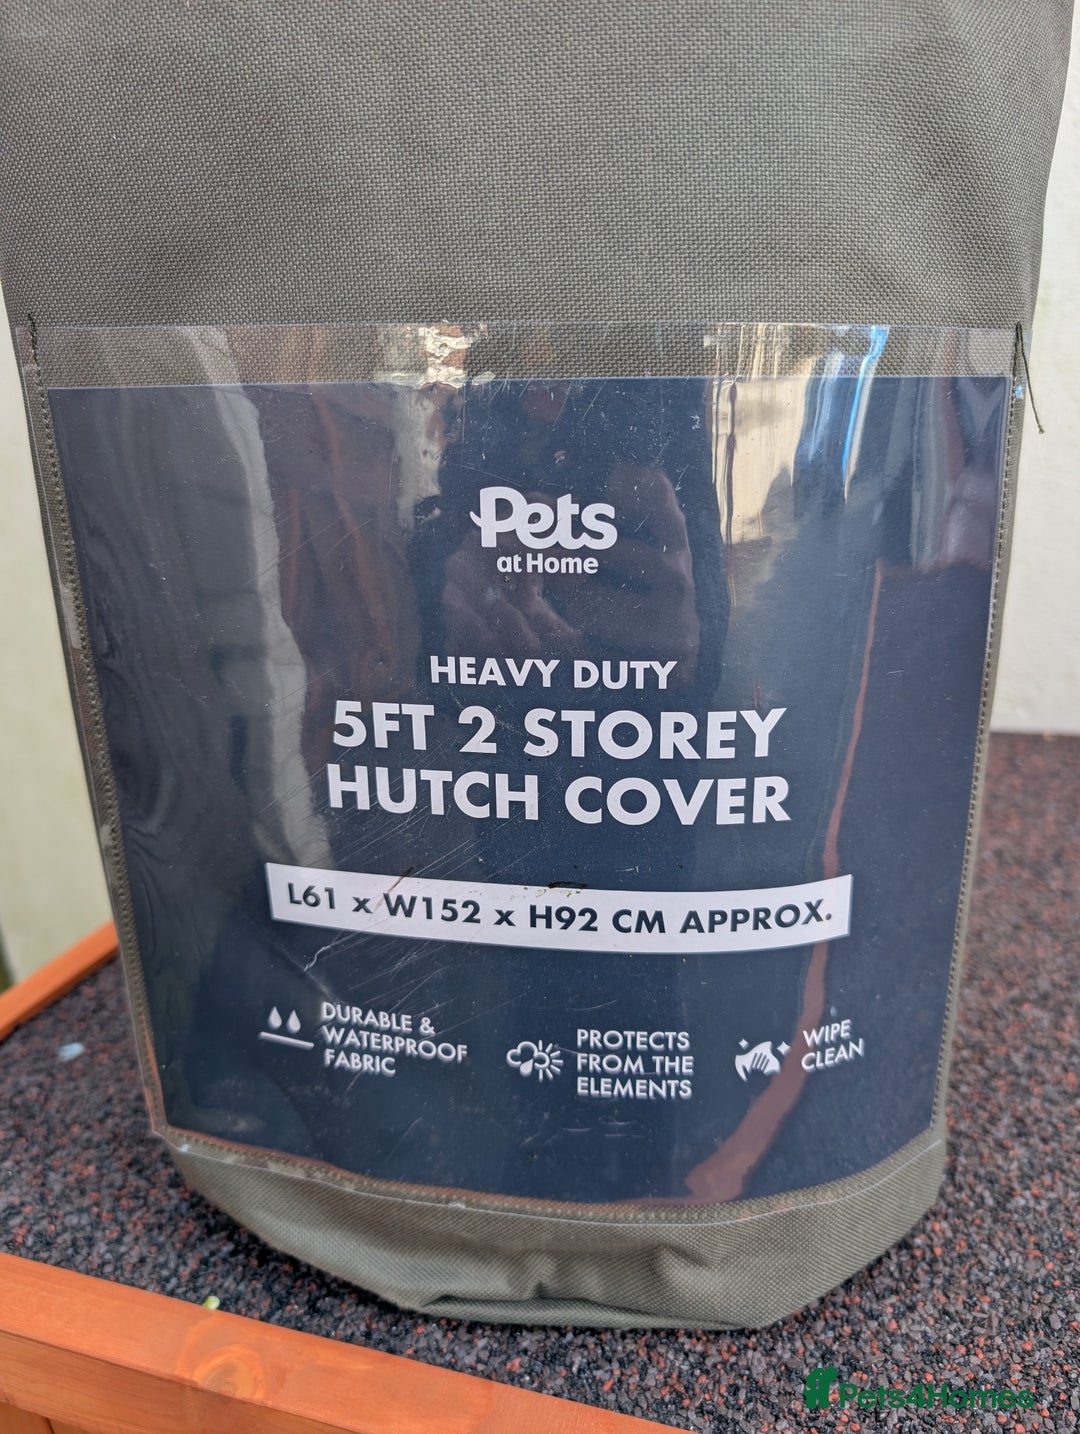 Pets
at Home
HEAVY DUTY
5FT 2 STOREY
HUTCH COVER
L61 x W152 x H92 CM APPROX.
DURABLE &
WATERPROOF
FABRIC
PROTECTS
FROM THE
ELEMENTS
WIPE
CLEAN
Pets4Homes